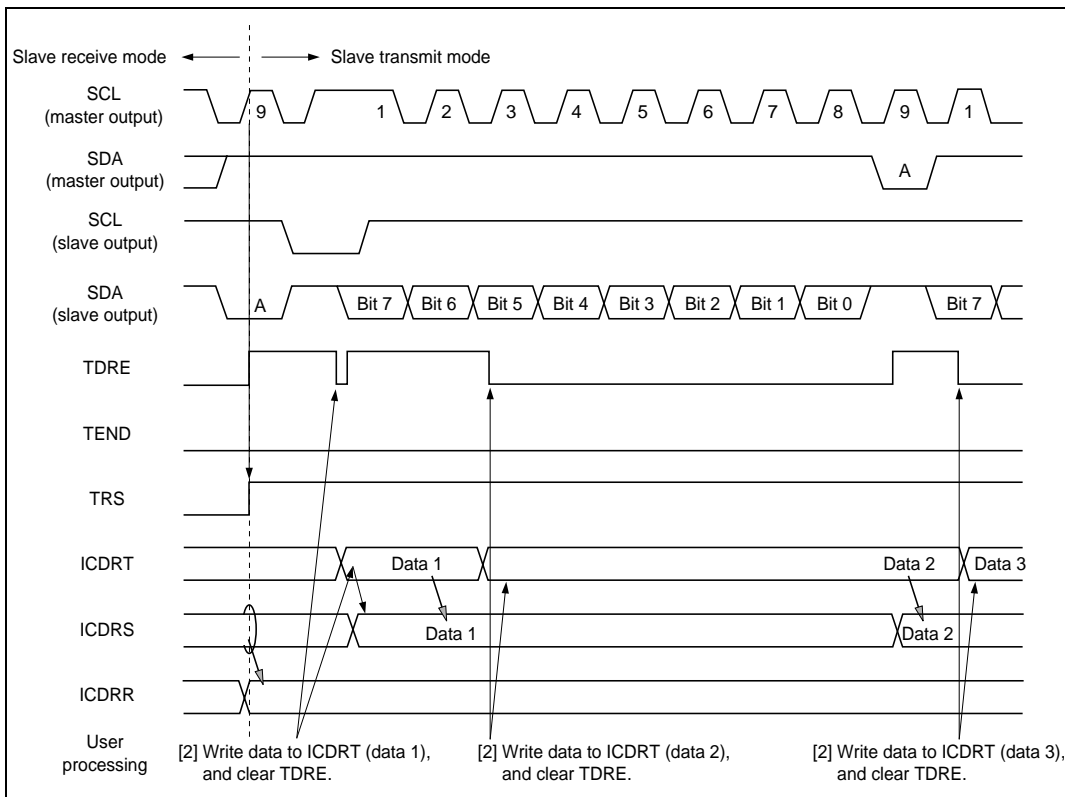 Slave receive mode
Slave transmit mode
SCL
(master output)
9 1 2 3 4 5 6 7 8 9 1
SDA
(master output)
A
SCL
(slave output)
SDA
(slave output)
A Bit 7 Bit 6 Bit 5 Bit 4 Bit 3 Bit 2 Bit 1 Bit 0 Bit 7
TDRE
TEND
TRS
ICDRT
Data 1 Data 2 Data 3
ICDRS
Data 1 Data 2
ICDRR
User
processing
[2] Write data to ICDRT (data 1),
and clear TDRE.
[2] Write data to ICDRT (data 2),
and clear TDRE.
[2] Write data to ICDRT (data 3),
and clear TDRE.